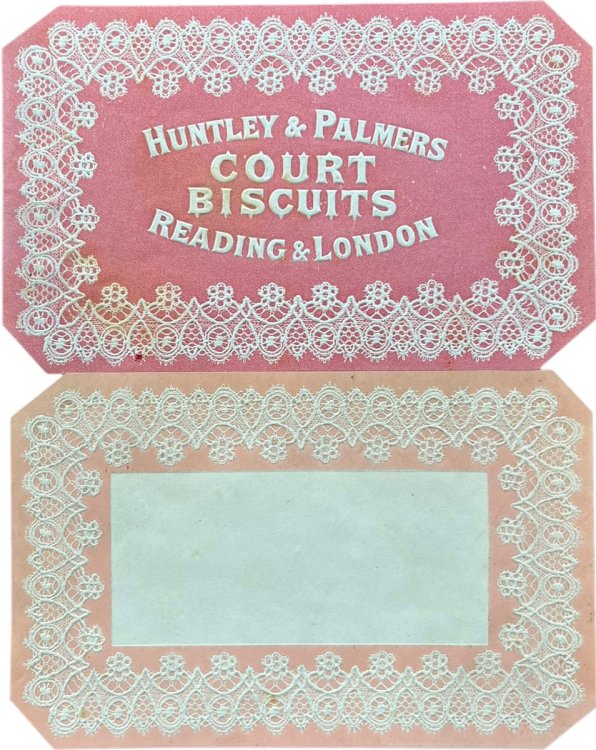 HUNTLEY & PALMERS
COURT
BISCUITS
READING & LONDON